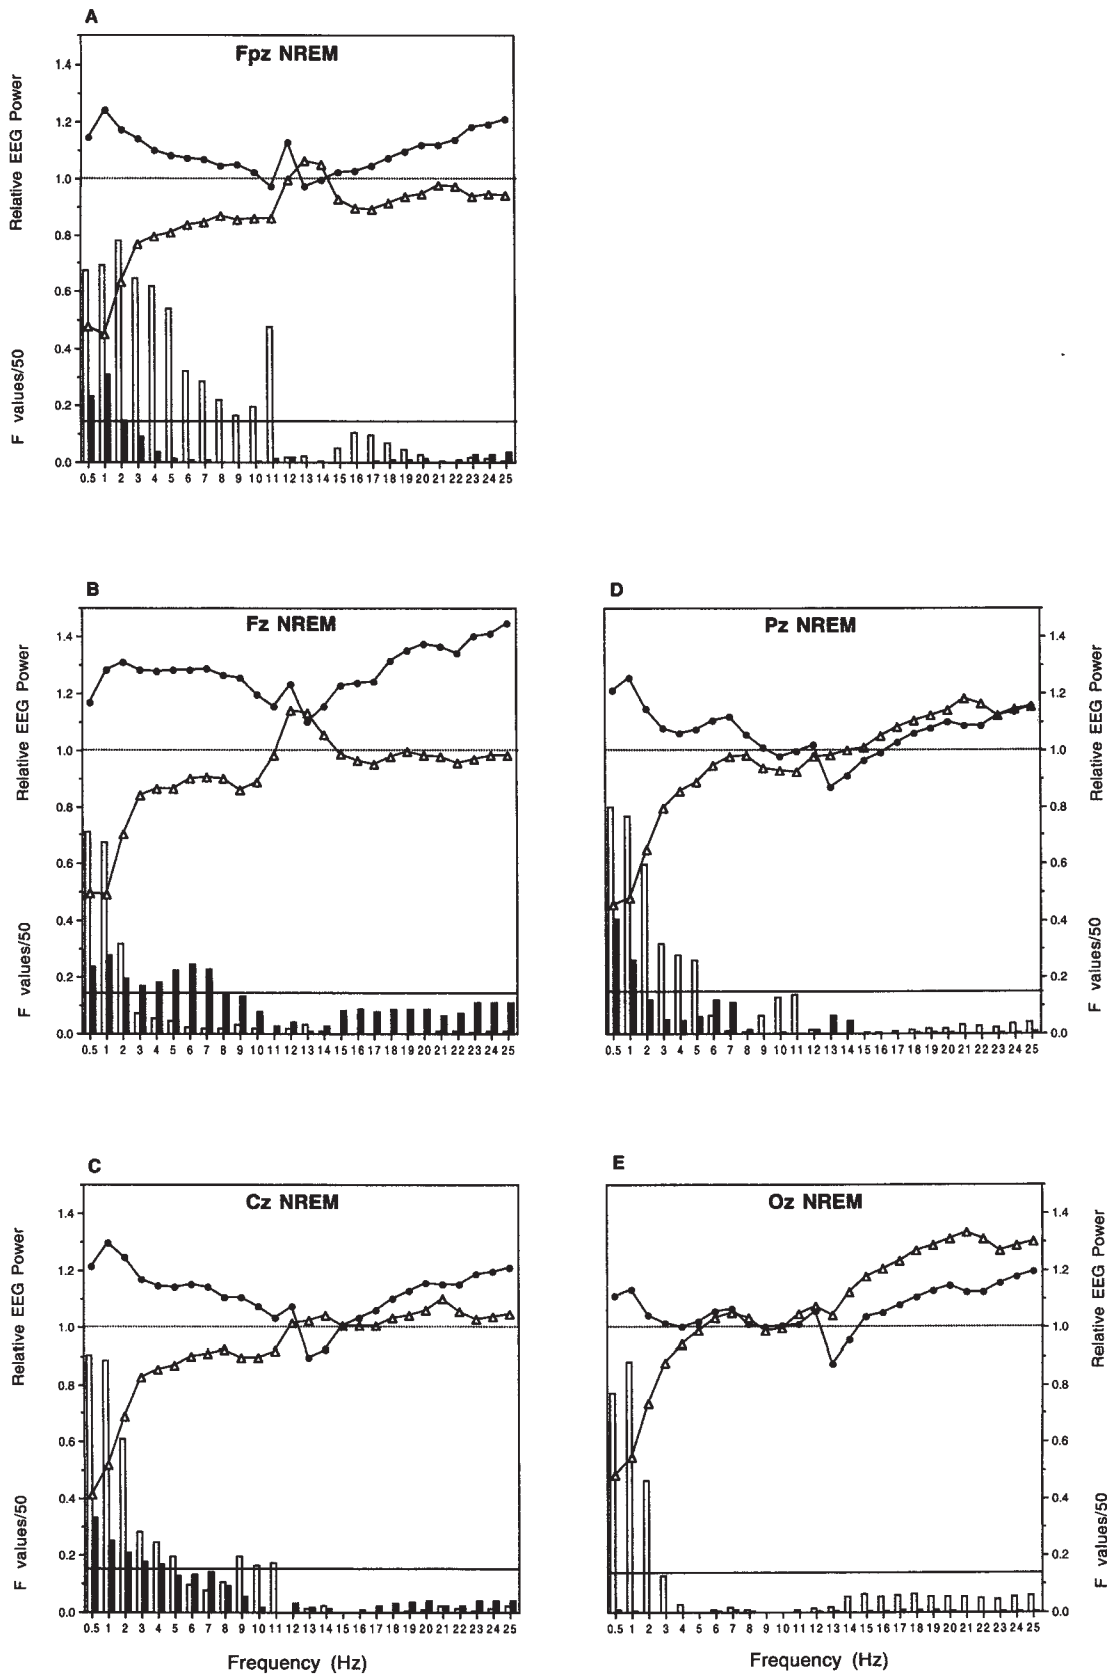 A
Fpz NREM
Relative EEG Power
F values/50
1.4
1.2
1.0
0.8
0.6
0.4
0.2
0.0
0.5 1 2 3 4 5 6 7 8 9 10 11 12 13 14 15 16 17 18 19 20 21 22 23 24 25
B
Fz NREM
Relative EEG Power
F values/50
1.4
1.2
1.0
0.8
0.6
0.4
0.2
0.0
0.5 1 2 3 4 5 6 7 8 9 10 11 12 13 14 15 16 17 18 19 20 21 22 23 24 25
D
Pz NREM
Relative EEG Power
F values/50
1.4
1.2
1.0
0.8
0.6
0.4
0.2
0.0
0.5 1 2 3 4 5 6 7 8 9 10 11 12 13 14 15 16 17 18 19 20 21 22 23 24 25
C
Cz NREM
Relative EEG Power
F values/50
1.4
1.2
1.0
0.8
0.6
0.4
0.2
0.0
0.5 1 2 3 4 5 6 7 8 9 10 11 12 13 14 15 16 17 18 19 20 21 22 23 24 25
Frequency (Hz)
E
Oz NREM
Relative EEG Power
F values/50
1.4
1.2
1.0
0.8
0.6
0.4
0.2
0.0
0.5 1 2 3 4 5 6 7 8 9 10 11 12 13 14 15 16 17 18 19 20 21 22 23 24 25
Frequency (Hz)